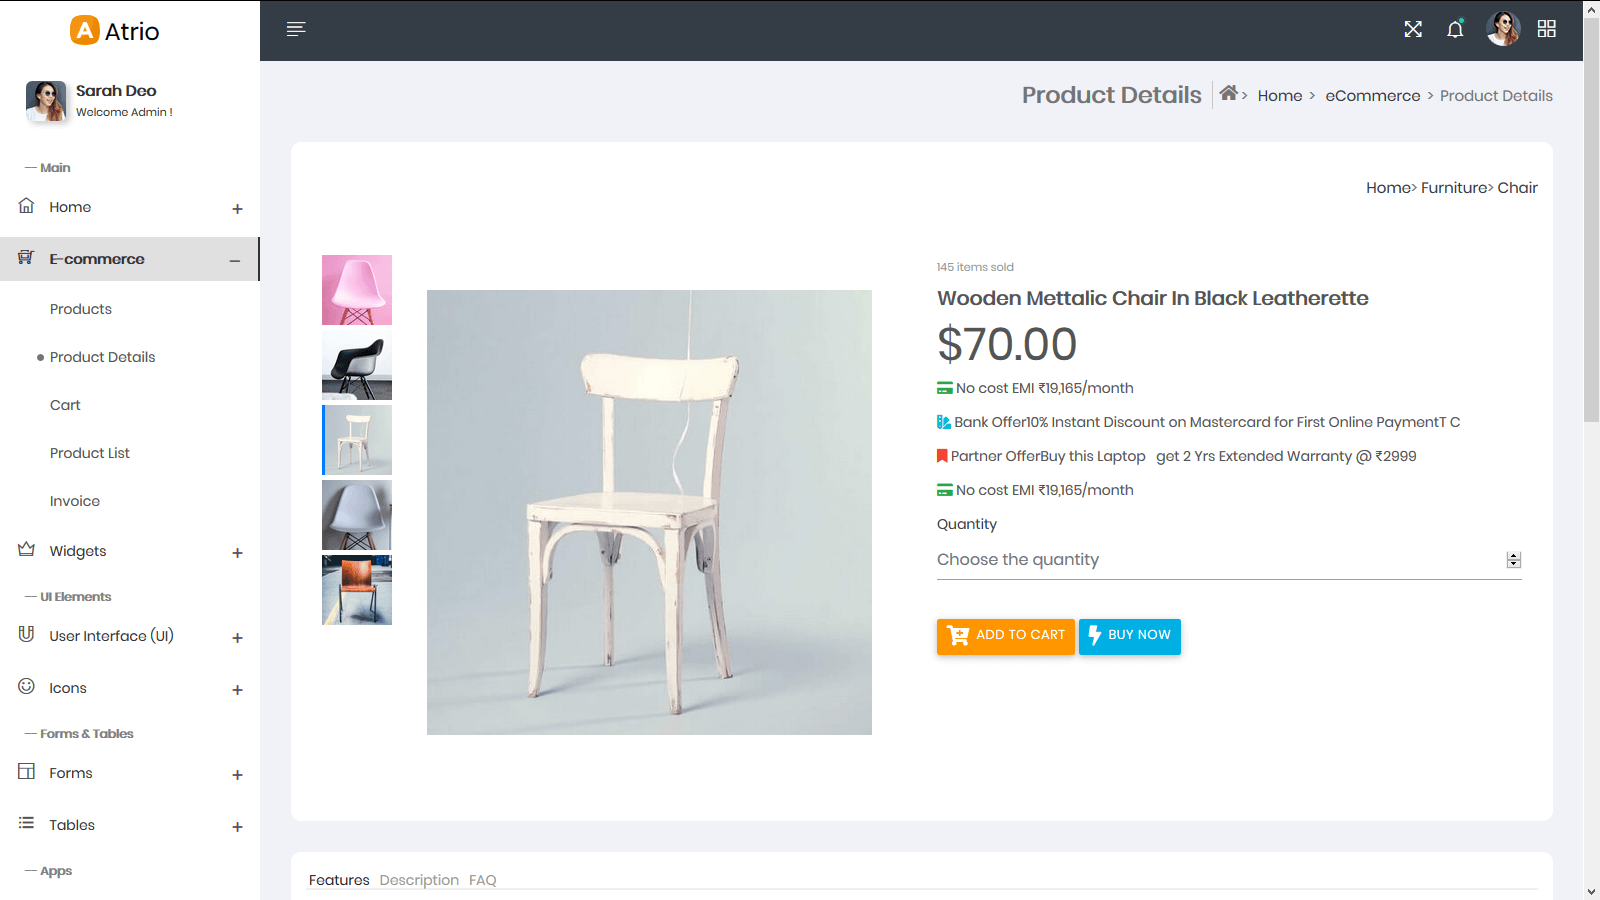 A Atrio
Sarah Deo
Welcome Admin !
Main
Home
E-commerce
Products
Product Details
Cart
Product List
Invoice
Widgets
UI Elements
User Interface (UI)
Icons
Forms & Tables
Forms
Tables
Apps
Product Details
> Home > eCommerce > Product Details
Home> Furniture> Chair
145 items sold
Wooden Mettalic Chair In Black Leatherette
$70.00
No cost EMI ₹19,165/month
Bank Offer10% Instant Discount on Mastercard for First Online PaymentT C
Partner OfferBuy this Laptop get 2 Yrs Extended Warranty @ ₹2999
No cost EMI ₹19,165/month
Quantity
Choose the quantity
ADD TO CART BUY NOW
Features Description FAQ